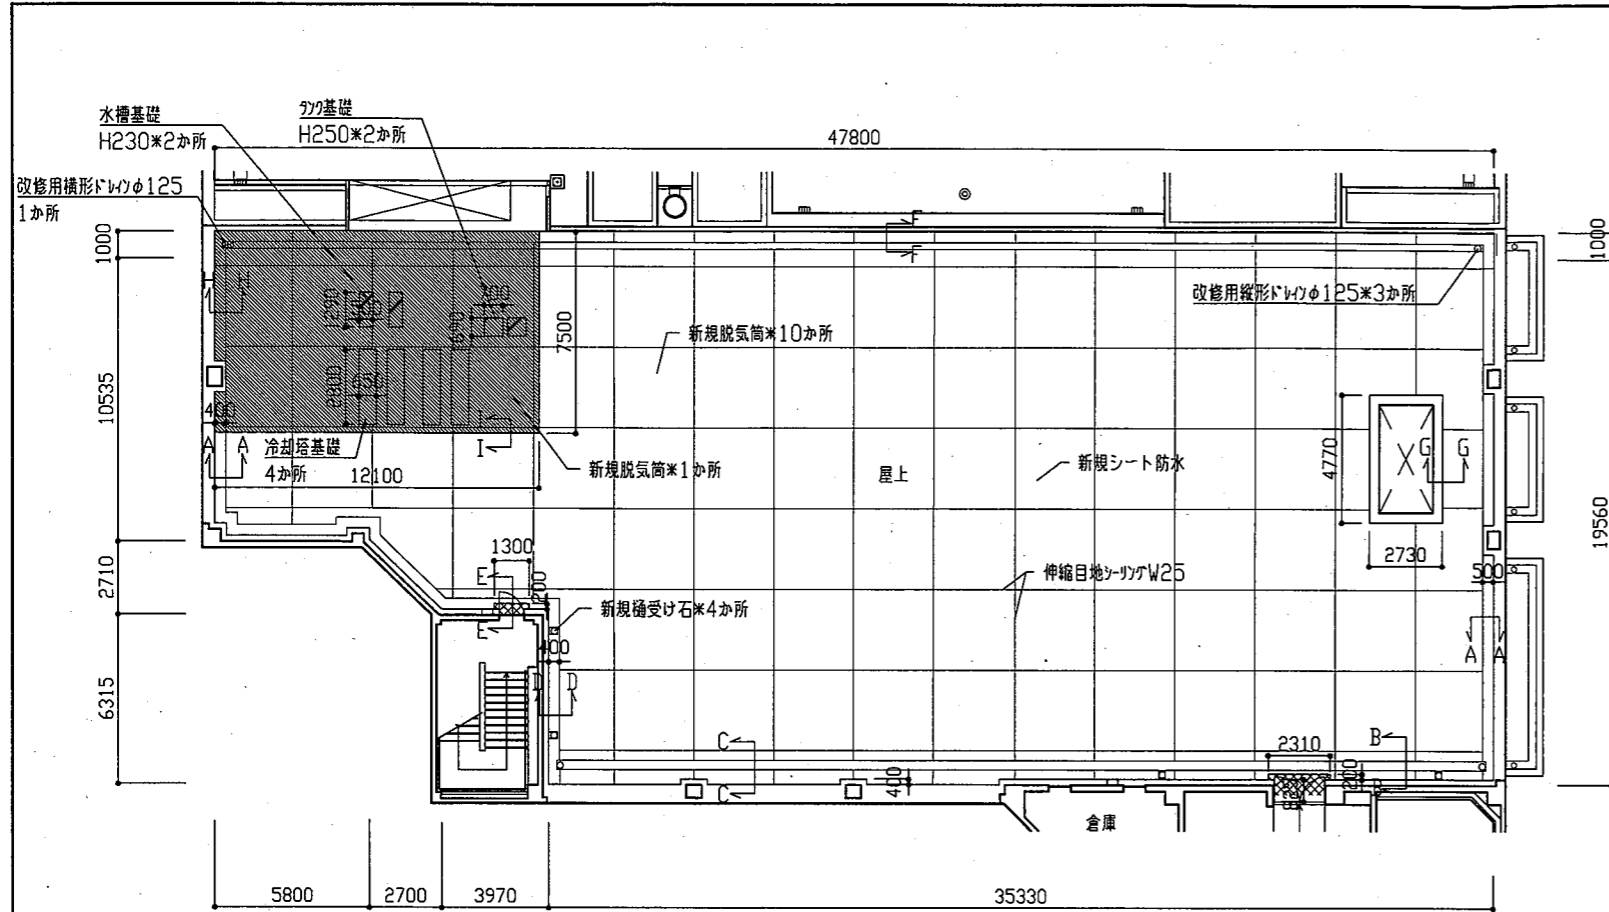 水槽基礎
H230*2か所
タンク基礎
H250*2か所
47800
改修用横形ドレインφ125
1か所
1000
10535
2710
6315
H H
1290
690
700
7500
2800
650
400
A A
冷却塔基礎
4か所
12100
I
I
F
F
新規脱気筒*10か所
新規脱気筒*1か所
屋上
新規シート防水
改修用縦形ドレインφ125*3か所
1000
19560
4770
G G
2730
500
伸縮目地シーリングW25
1300
200
E
E
新規樋受け石*4か所
400
D D
C
C
400
2310
200
B
A A
倉庫
5800
2700
3970
35330